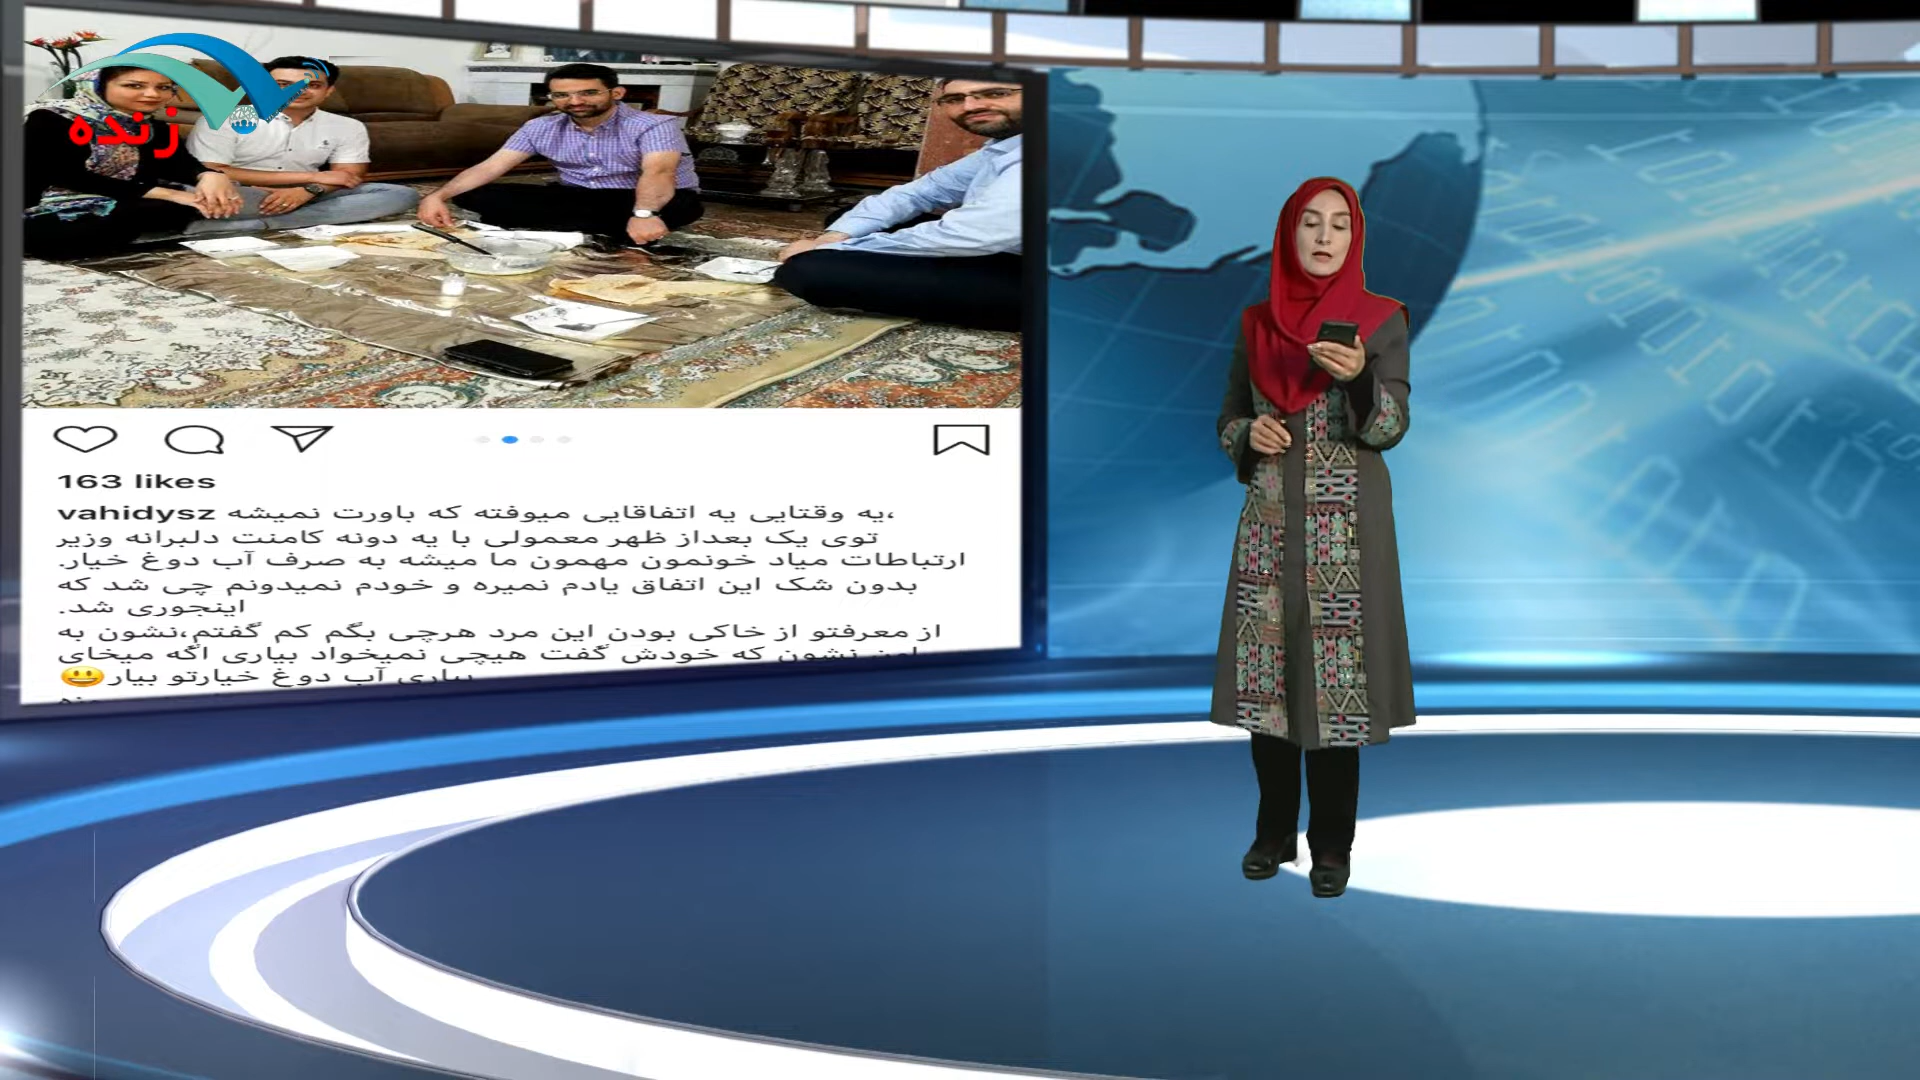 زنده
163 likes
vahidysz یه وقتایی یه اتفاقایی میوفته که باورت نمیشه،
توی یک بعداز ظهر معمولی با یه دونه کامنت دلبرانه وزیر
ارتباطات میاد خونمون مهمون ما میشه به صرف آب دوغ خیار.
بدون شک این اتفاق یادم نمیره و خودم نمیدونم چی شد که
اینجوری شد.
از معرفتو از خاکی بودن این مرد هرچی بگم کم گفتم،نشون به
نشون که خودش گفت هیچی نمیخواد بیاری اگه میخای
بیاری آب دوغ خیارتو بیار😃